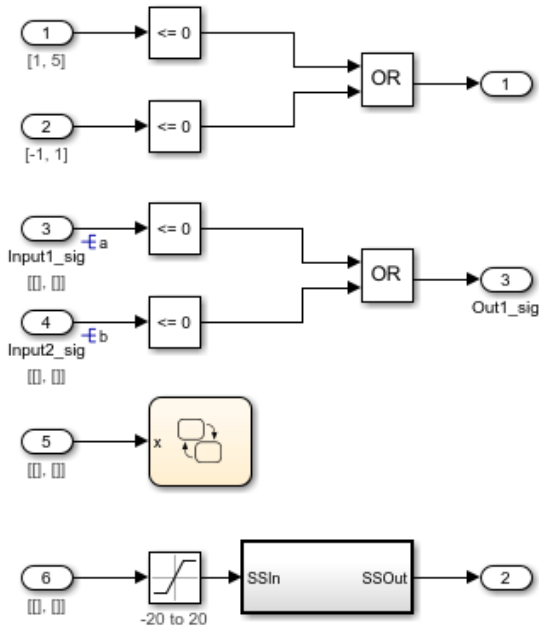 1
<= 0
[1, 5]
OR
1
2
<= 0
[-1, 1]
3
<= 0
a
Input1_sig
[[], []]
OR
3
Out1_sig
4
<= 0
b
Input2_sig
[[], []]
5
x
[[], []]
6
SSIn
SSOut
2
[[], []]
-20 to 20